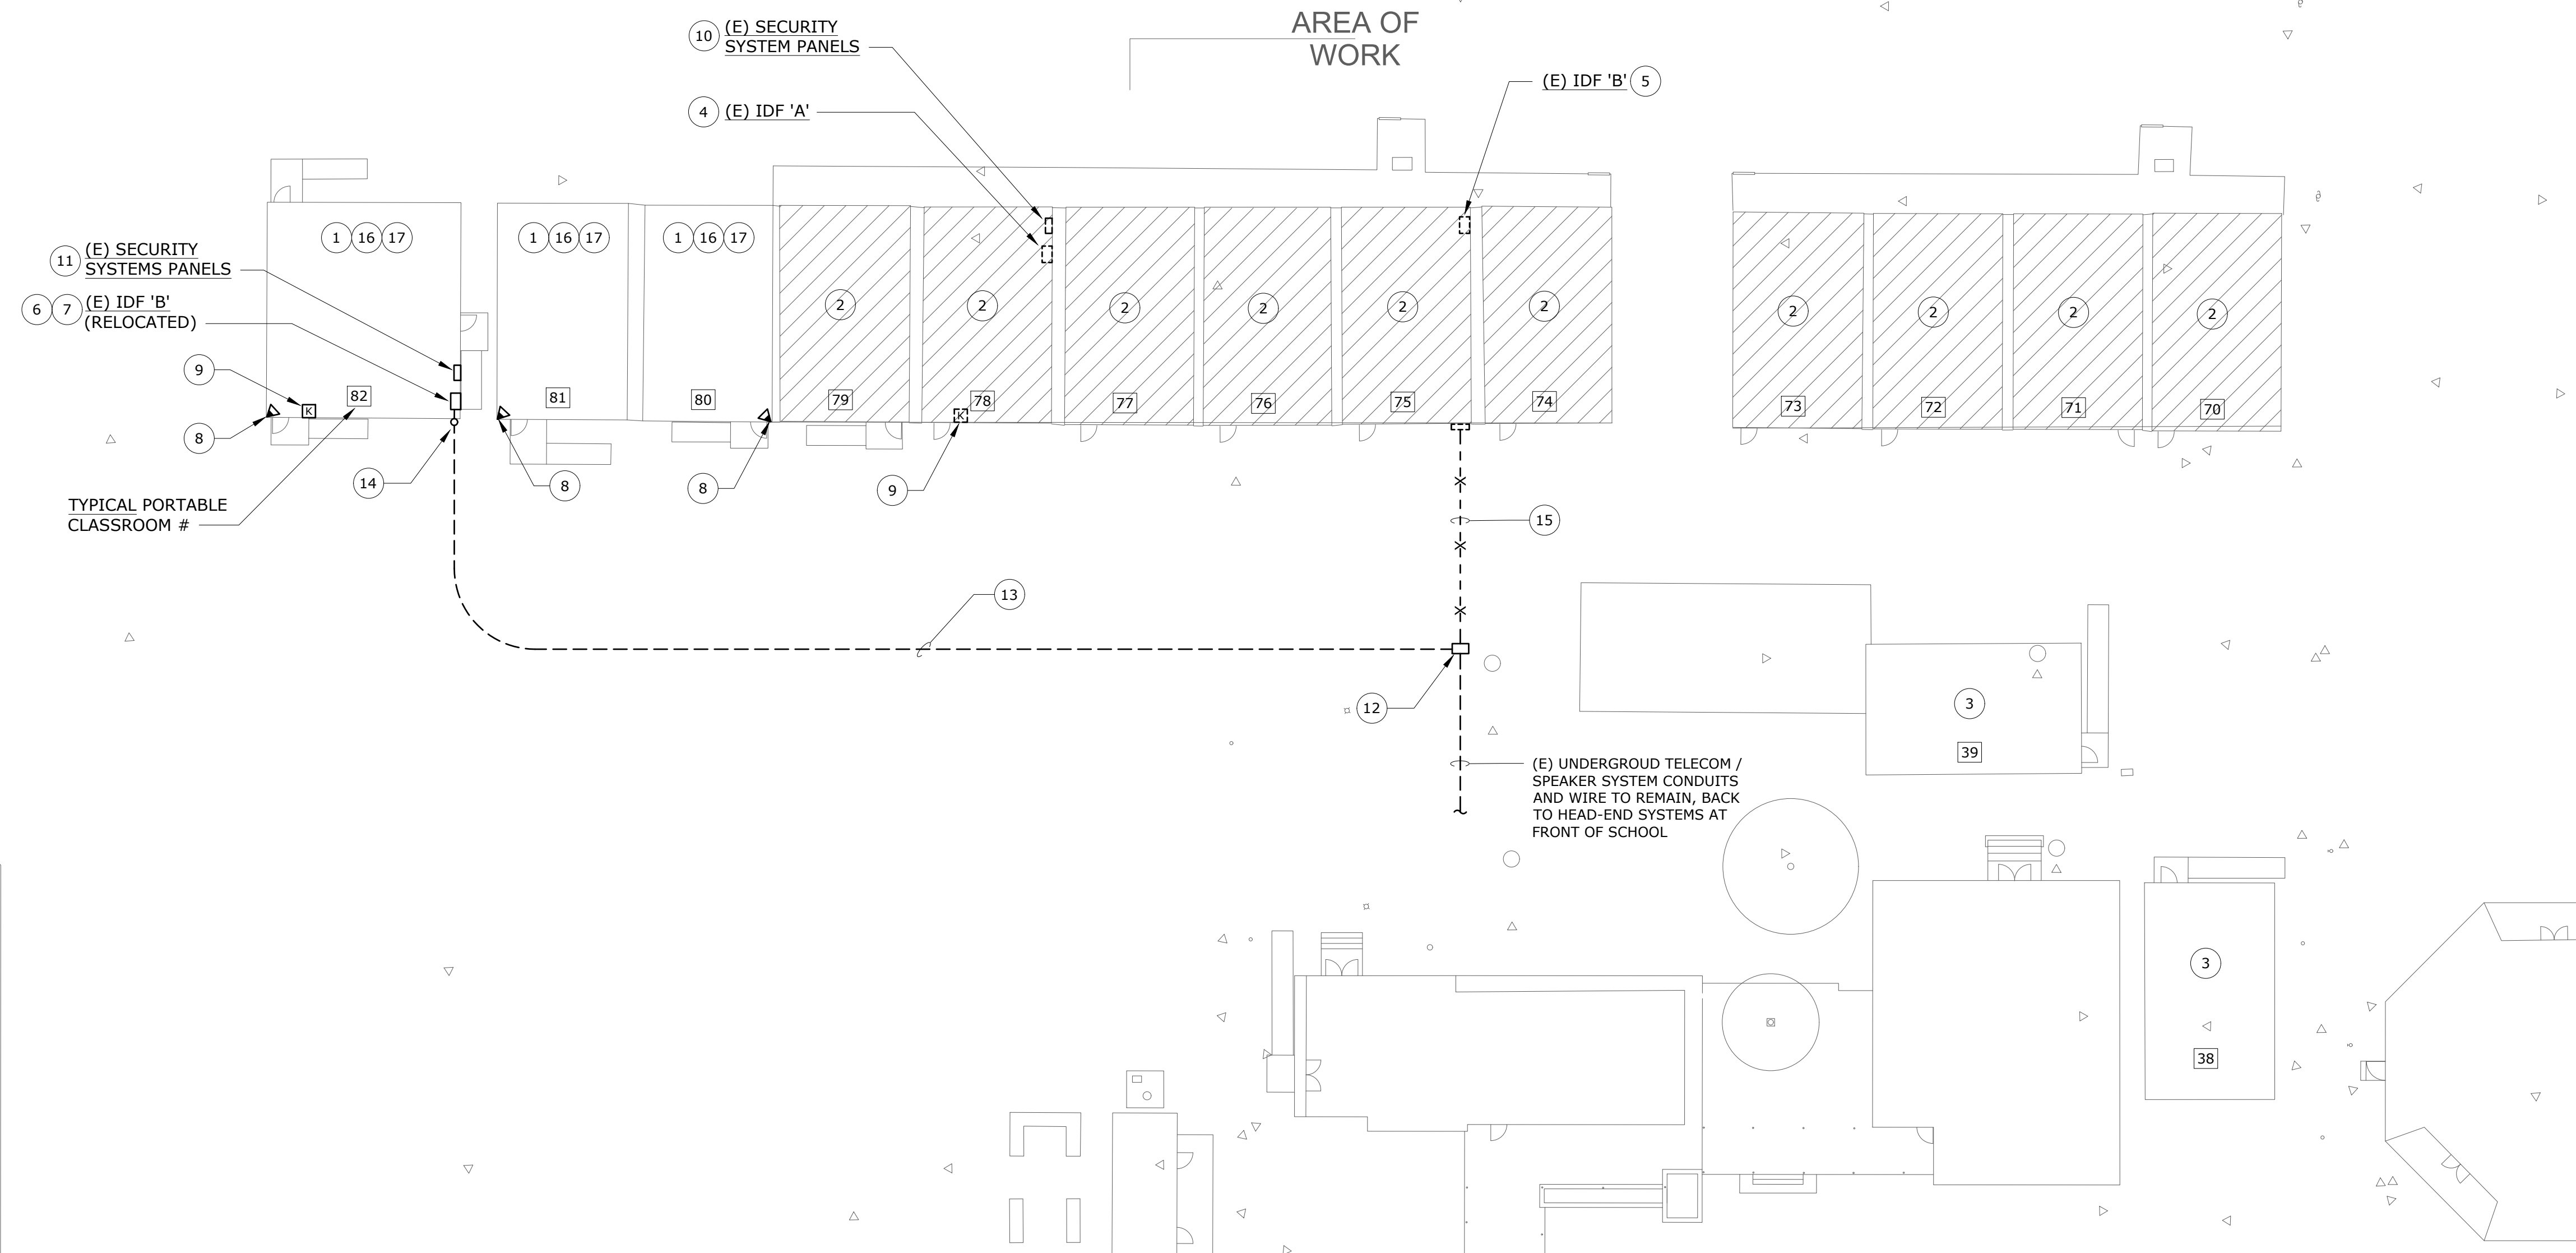 AREA OF
WORK
10 (E) SECURITY
SYSTEM PANELS
4 (E) IDF 'A'
(E) IDF 'B' 5
1 16 17
1 16 17
1 16 17
11 (E) SECURITY
SYSTEMS PANELS
6 7 (E) IDF 'B'
(RELOCATED)
2 2 2 2 2 2 2 2 2 2
9
8
K
82 81 80 79 78 77 76 75 74 73 72 71 70
K
14
8
8
9
TYPICAL PORTABLE
CLASSROOM #
15
13
12
3
39
(E) UNDERGROUD TELECOM /
SPEAKER SYSTEM CONDUITS
AND WIRE TO REMAIN, BACK
TO HEAD-END SYSTEMS AT
FRONT OF SCHOOL
3
38